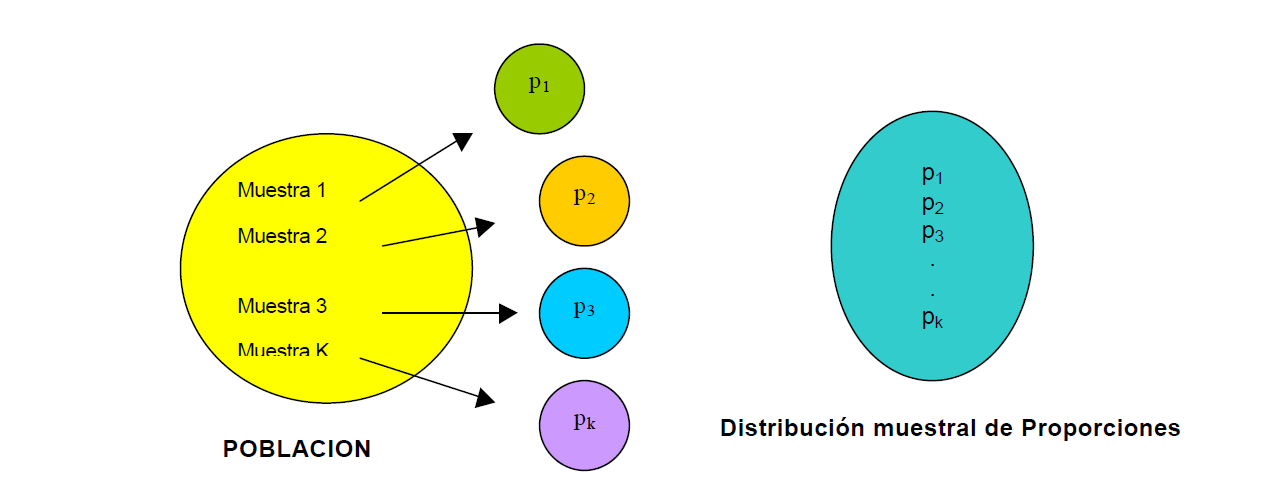 Muestra 1
Muestra 2
Muestra 3
Muestra K
POBLACION
p₁
p₂
p₃
pₖ
p₁
p₂
p₃
.
.
pₖ
Distribución muestral de Proporciones